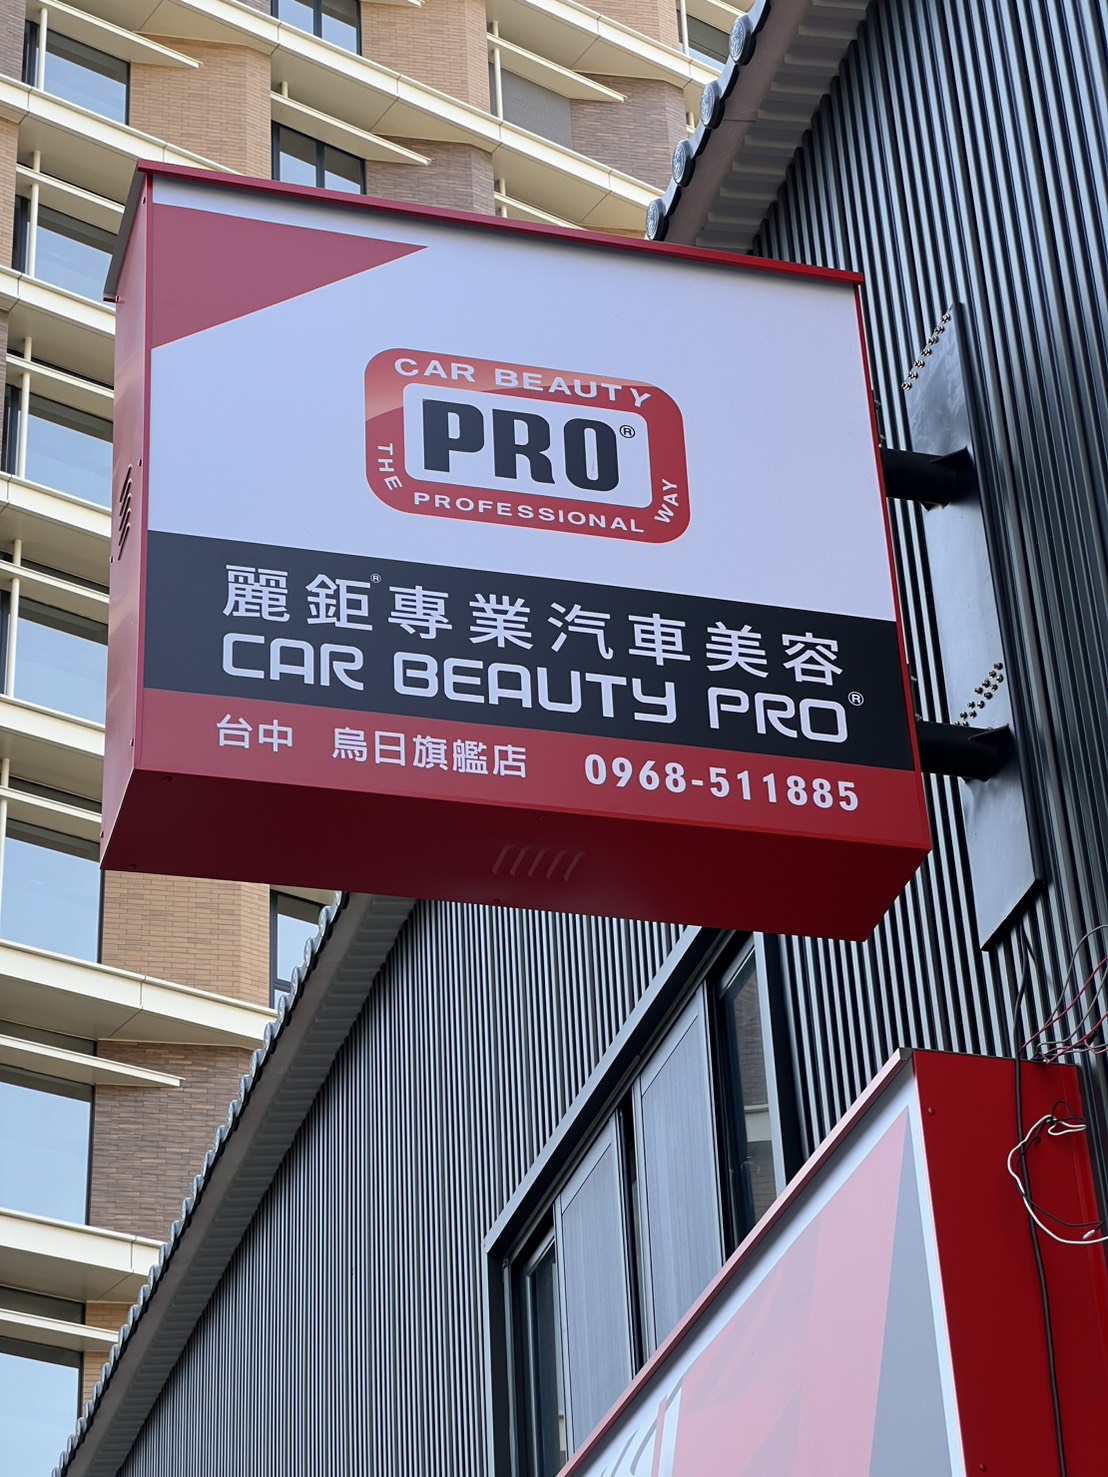 CAR BEAUTY
PRO®
THE PROFESSIONAL WAY
麗鉅®專業汽車美容
CAR BEAUTY PRO®
台中 烏日旗艦店 0968-511885